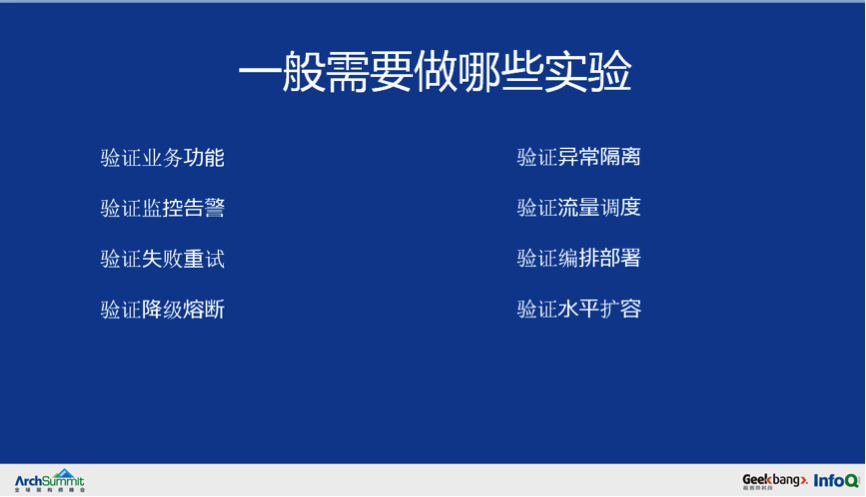 一般需要做哪些实验
验证业务功能
验证监控告警
验证失败重试
验证降级熔断
验证异常隔离
验证流量调度
验证编排部署
验证水平扩容
ArchSummit
全球架构师峰会
Geekbang>.
极客邦科技
InfoQ